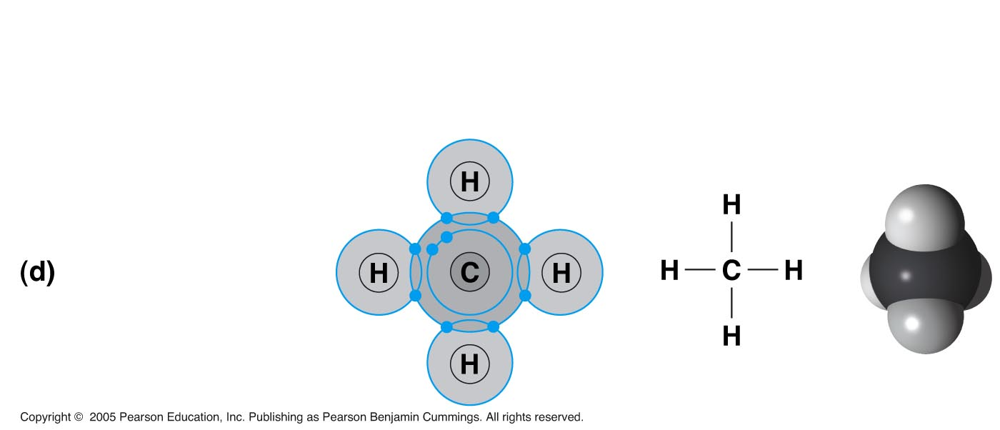 H
H
(d)
H
C
H
H — C — H
H
H
Copyright © 2005 Pearson Education, Inc. Publishing as Pearson Benjamin Cummings. All rights reserved.